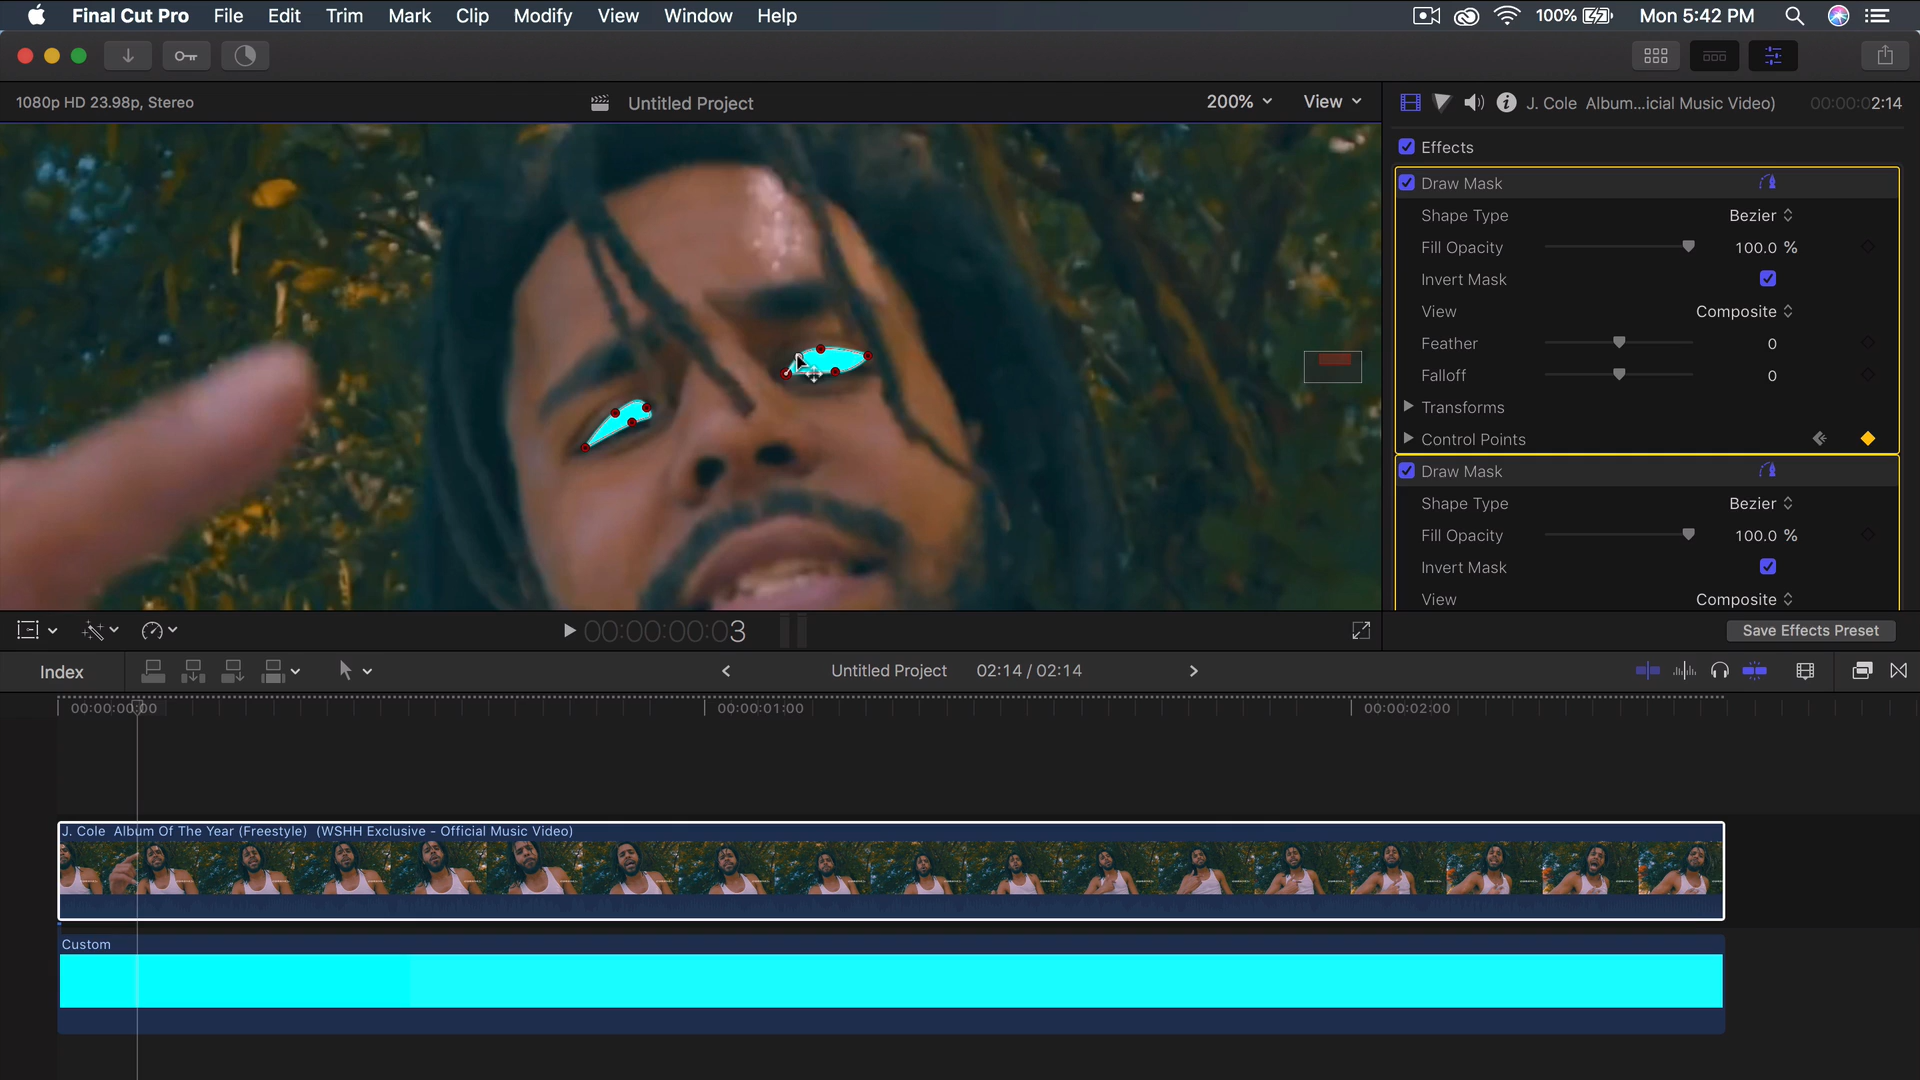 Final Cut Pro File Edit Trim Mark Clip Modify View Window Help 100% Mon 5:42 PM
1080p HD 23.98p, Stereo Untitled Project 200% View J. Cole Album...icial Music Video) 00:00:02:14
Effects
Draw Mask
Shape Type Bezier
Fill Opacity 100.0 %
Invert Mask
View Composite
Feather 0
Falloff 0
Transforms
Control Points
Draw Mask
Shape Type Bezier
Fill Opacity 100.0 %
Invert Mask
View Composite
00:00:00:03 Save Effects Preset
Index Untitled Project 02:14 / 02:14
00:00:00:00 00:00:01:00 00:00:02:00
J. Cole Album Of The Year (Freestyle) (WSHH Exclusive - Official Music Video)
Custom